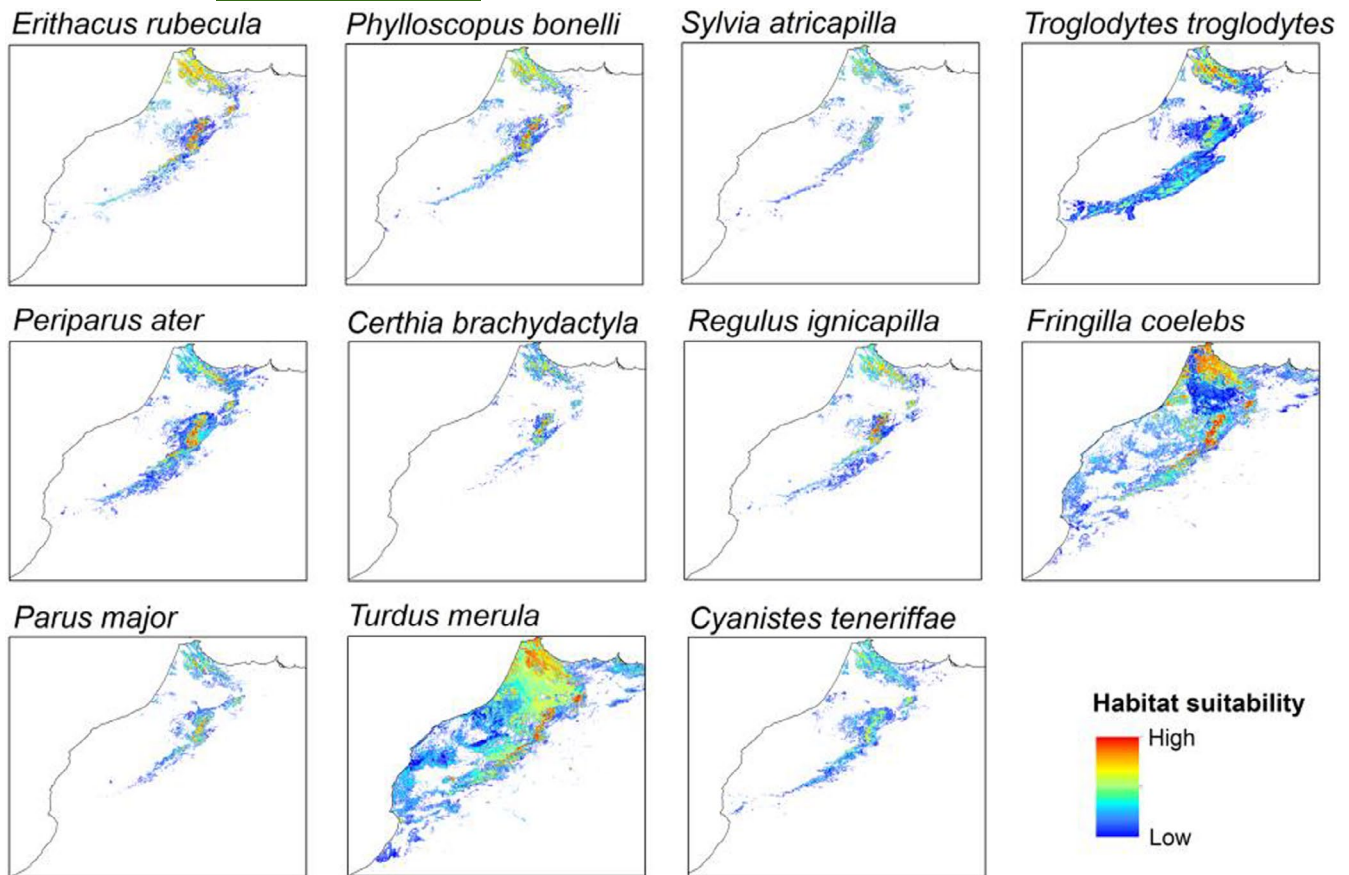 Erithacus rubecula
Phylloscopus bonelli
Sylvia atricapilla
Troglodytes troglodytes
Periparus ater
Certhia brachydactyla
Regulus ignicapilla
Fringilla coelebs
Parus major
Turdus merula
Cyanistes teneriffae
Habitat suitability
High
Low